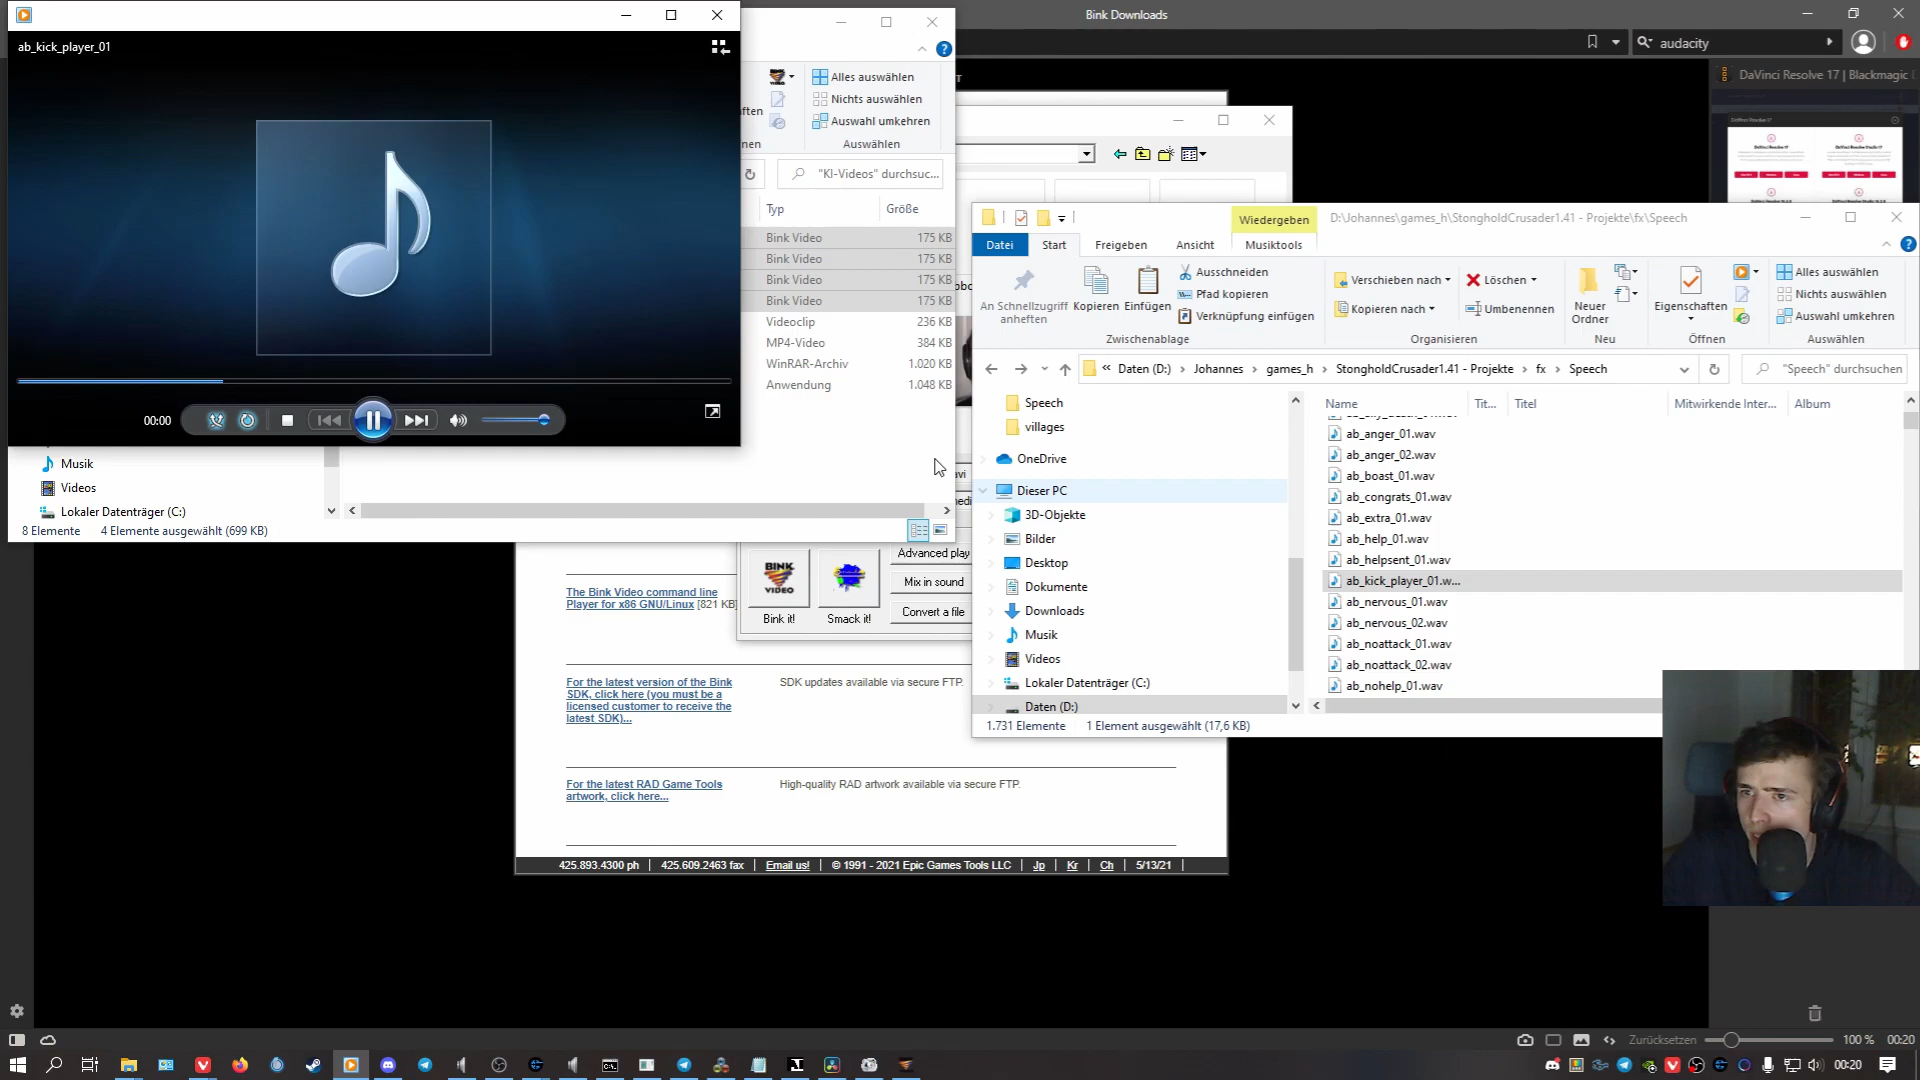 Bink Downloads
ab_kick_player_01
00:00
audacity
DaVinci Resolve 17 | Blackmagic
Alles auswählen
Nichts auswählen
Auswahl umkehren
Auswählen
"KI-Videos" durchsuc...
Typ
Größe
Bink Video
175 KB
Bink Video
175 KB
Bink Video
175 KB
Bink Video
175 KB
Videoclip
236 KB
MP4-Video
384 KB
WinRAR-Archiv
1.020 KB
Anwendung
1.048 KB
Musik
Videos
Lokaler Datenträger (C:)
8 Elemente
4 Elemente ausgewählt (699 KB)
Wiedergeben
D:\Johannes\games_h\StongholdCrusader1.41 - Projekte\fx\Speech
Datei
Start
Freigeben
Ansicht
Musiktools
An Schnellzugriff
anheften
Kopieren
Einfügen
Ausschneiden
Pfad kopieren
Verknüpfung einfügen
Zwischenablage
Verschieben nach
Kopieren nach
Löschen
Umbenennen
Organisieren
Neuer
Ordner
Neu
Eigenschaften
Öffnen
Alles auswählen
Nichts auswählen
Auswahl umkehren
Auswählen
« Daten (D:) › Johannes › games_h › StongholdCrusader1.41 - Projekte › fx › Speech
"Speech" durchsuchen
Speech
villages
OneDrive
Dieser PC
3D-Objekte
Bilder
Desktop
Dokumente
Downloads
Musik
Videos
Lokaler Datenträger (C:)
Daten (D:)
Name
Tit...
Titel
Mitwirkende Inter...
Album
ab_anger_01.wav
ab_anger_02.wav
ab_boast_01.wav
ab_congrats_01.wav
ab_extra_01.wav
ab_help_01.wav
ab_helpsent_01.wav
ab_kick_player_01.w...
ab_nervous_01.wav
ab_nervous_02.wav
ab_noattack_01.wav
ab_noattack_02.wav
ab_nohelp_01.wav
1.731 Elemente
1 Element ausgewählt (17,6 KB)
BINK
VIDEO
Bink it!
Smack it!
Advanced play
Mix in sound
Convert a file
The Bink Video command line
Player for x86 GNU/Linux [821 KB]
For the latest version of the Bink
SDK, click here (you must be a
licensed customer to receive the
latest SDK)...
SDK updates available via secure FTP.
For the latest RAD Game Tools
artwork, click here...
High-quality RAD artwork available via secure FTP.
425.893.4300 ph | 425.609.2463 fax | Email us! | © 1991 - 2021 Epic Games Tools LLC | Jp | Kr | Ch | 5/13/21 |
Zurücksetzen
100 %
00:20
00:20